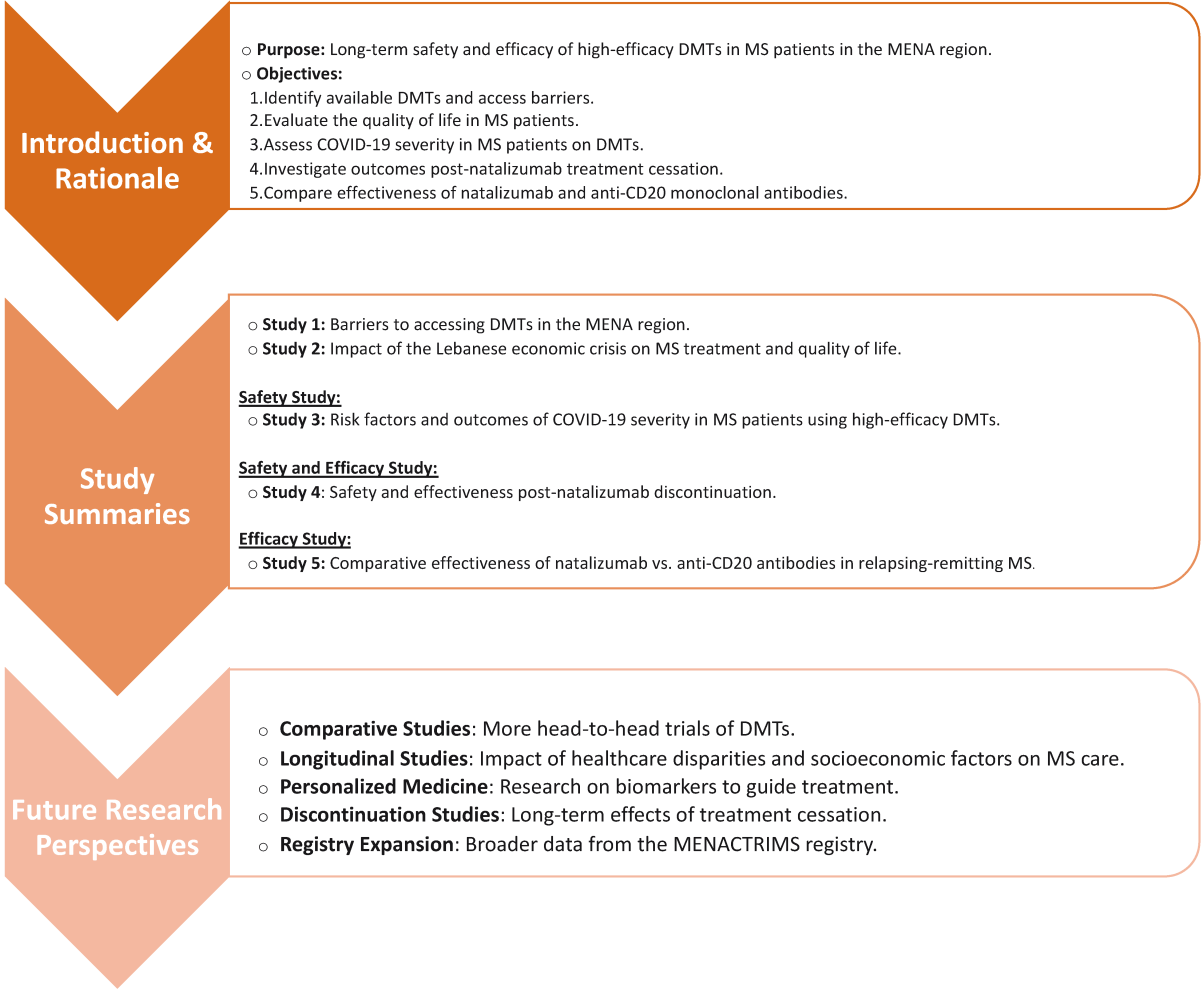 Introduction &
Rationale
○ Purpose: Long-term safety and efficacy of high-efficacy DMTs in MS patients in the MENA region.
○ Objectives:
1.Identify available DMTs and access barriers.
2.Evaluate the quality of life in MS patients.
3.Assess COVID-19 severity in MS patients on DMTs.
4.Investigate outcomes post-natalizumab treatment cessation.
5.Compare effectiveness of natalizumab and anti-CD20 monoclonal antibodies.
Study
Summaries
○ Study 1: Barriers to accessing DMTs in the MENA region.
○ Study 2: Impact of the Lebanese economic crisis on MS treatment and quality of life.
Safety Study:
○ Study 3: Risk factors and outcomes of COVID-19 severity in MS patients using high-efficacy DMTs.
Safety and Efficacy Study:
○ Study 4: Safety and effectiveness post-natalizumab discontinuation.
Efficacy Study:
○ Study 5: Comparative effectiveness of natalizumab vs. anti-CD20 antibodies in relapsing-remitting MS.
Future Research
Perspectives
○ Comparative Studies: More head-to-head trials of DMTs.
○ Longitudinal Studies: Impact of healthcare disparities and socioeconomic factors on MS care.
○ Personalized Medicine: Research on biomarkers to guide treatment.
○ Discontinuation Studies: Long-term effects of treatment cessation.
○ Registry Expansion: Broader data from the MENACTRIMS registry.